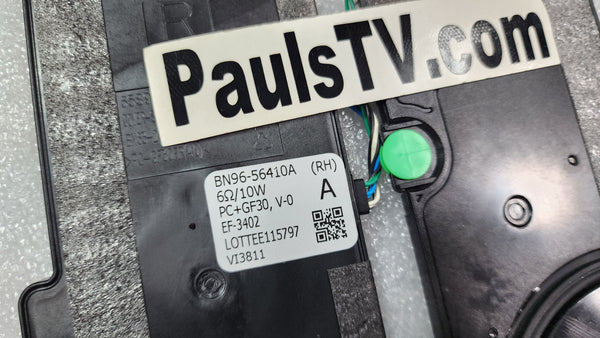 PaulsTV.com
R
BN96-56410A (RH)
6Ω/10W A
PC+GF30, V-0
EF-3402
LOTTEE115797
VI3811